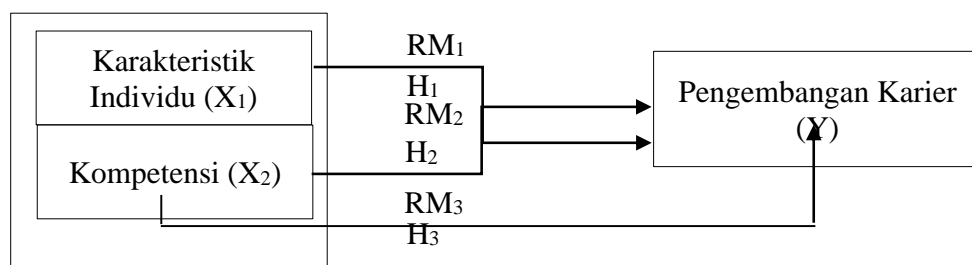 Karakteristik
Individu (X₁)
Kompetensi (X₂)
RM₁
H₁
RM₂
H₂
RM₃
H₃
Pengembangan Karier
(Y)